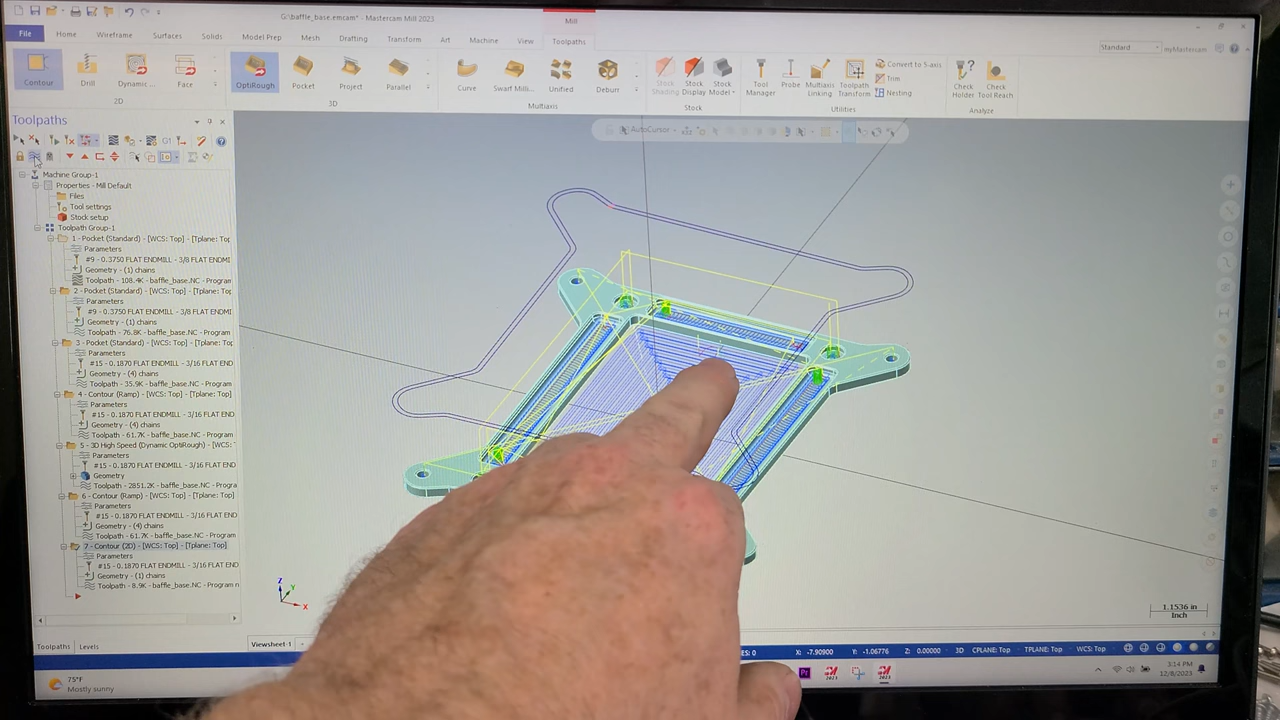 G:\baffle_base.emcam* - Mastercam Mill 2023
Mill
File Home Wireframe Surfaces Solids Model Prep Mesh Drafting Transform Art Machine View Toolpaths
Standard myMastercam
Contour Drill Dynamic... Face OptiRough Pocket Project Parallel Curve Swarf Milli... Unified Deburr Stock Shading Stock Display Stock Model Tool Manager Probe Multiaxis Linking Toolpath Transform Convert to 5-axis Trim Nesting Check Holder Check Tool Reach
2D 3D Multiaxis Stock Utilities Analyze
Toolpaths
AutoCursor
G1
Machine Group-1
Properties - Mill Default
Files
Tool settings
Stock setup
Toolpath Group-1
1 - Pocket (Standard) - [WCS: Top] - [Tplane: Top
Parameters
#9 - 0.3750 FLAT ENDMILL - 3/8 FLAT ENDMI
Geometry - (1) chains
Toolpath - 108.4K - baffle_base.NC - Program
2 - Pocket (Standard) - [WCS: Top] - [Tplane: Top
Parameters
#9 - 0.3750 FLAT ENDMILL - 3/8 FLAT ENDMI
Geometry - (1) chains
Toolpath - 76.8K - baffle_base.NC - Program
3 - Pocket (Standard) - [WCS: Top] - [Tplane: Top
Parameters
#15 - 0.1870 FLAT ENDMILL - 3/16 FLAT END
Geometry - (4) chains
Toolpath - 35.9K - baffle_base.NC - Program
4 - Contour (Ramp) - [WCS: Top] - [Tplane: Top]
Parameters
#15 - 0.1870 FLAT ENDMILL - 3/16 FLAT END
Geometry - (4) chains
Toolpath - 61.7K - baffle_base.NC - Program
5 - 3D High Speed (Dynamic OptiRough) - [WCS:
Parameters
#15 - 0.1870 FLAT ENDMILL - 3/16 FLAT END
Geometry
Toolpath - 2851.2K - baffle_base.NC - Progra
6 - Contour (Ramp) - [WCS: Top] - [Tplane: Top]
Parameters
#15 - 0.1870 FLAT ENDMILL - 3/16 FLAT END
Geometry - (4) chains
Toolpath - 61.7K - baffle_base.NC - Program
7 - Contour (2D) - [WCS: Top] - [Tplane: Top]
Parameters
#15 - 0.1870 FLAT ENDMILL - 3/16 FL
Geometry - (1) chains
Toolpath - 8.9K - baffle_base.NC - Program n
Z Y X
1.1536 in
Inch
Toolpaths Levels
Viewsheet-1
ES: 0 X: -7.90900 Y: -1.06776 Z: 0.00000 3D CPLANE: Top TPLANE: Top WCS: Top
75°F
Mostly sunny
Pr 2023 2023
3:14 PM
12/8/2023